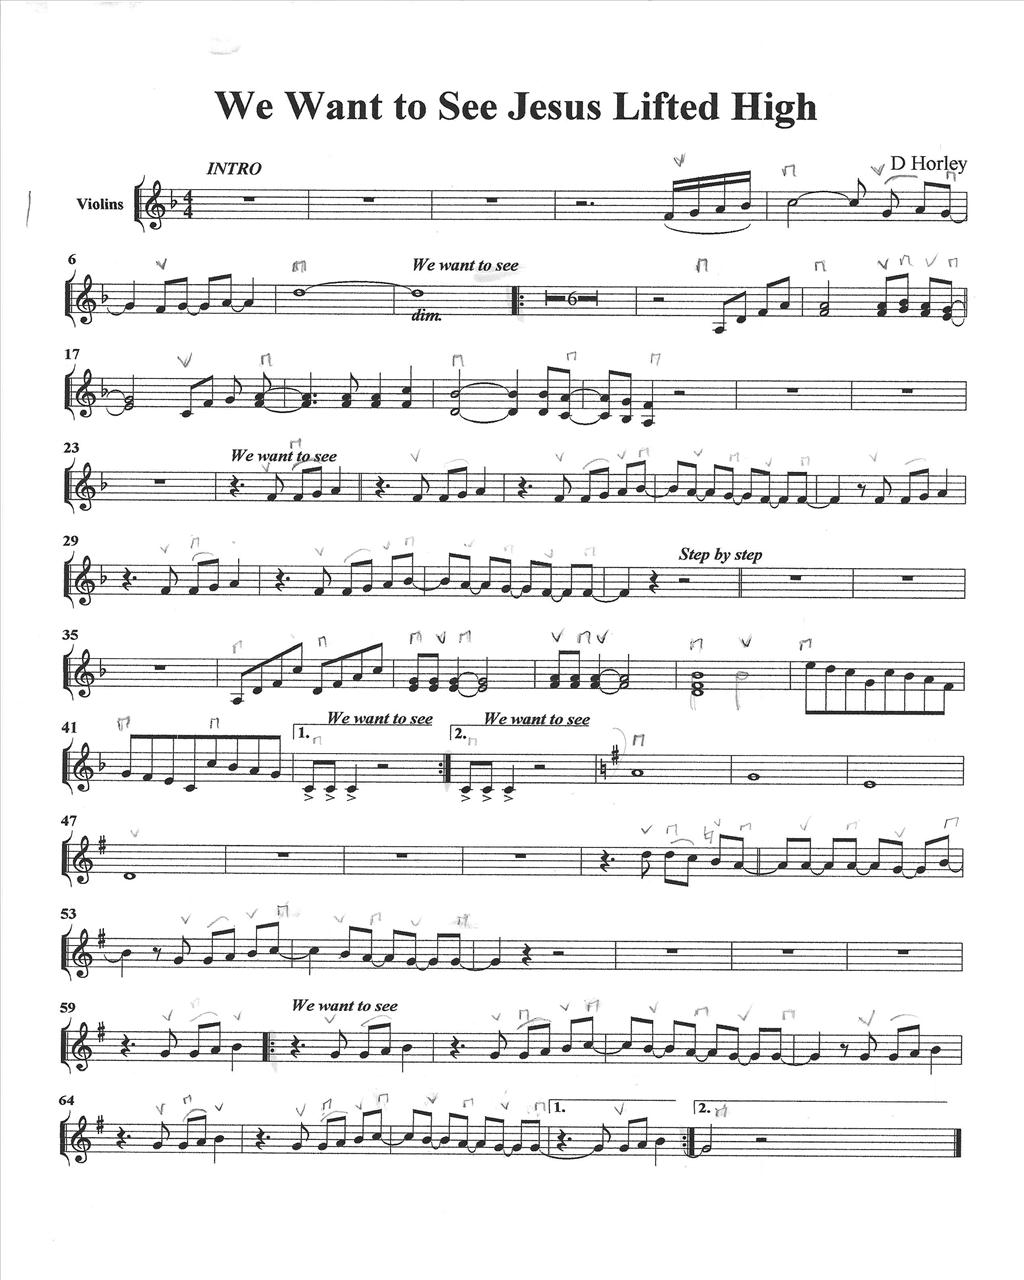 We Want to See Jesus Lifted High
D Horley
INTRO
Violins
4
4
6
We want to see
dim.
6
17
23
We want to see
29
Step by step
35
41
1.
We want to see
2.
We want to see
47
53
59
We want to see
64
1.
2.